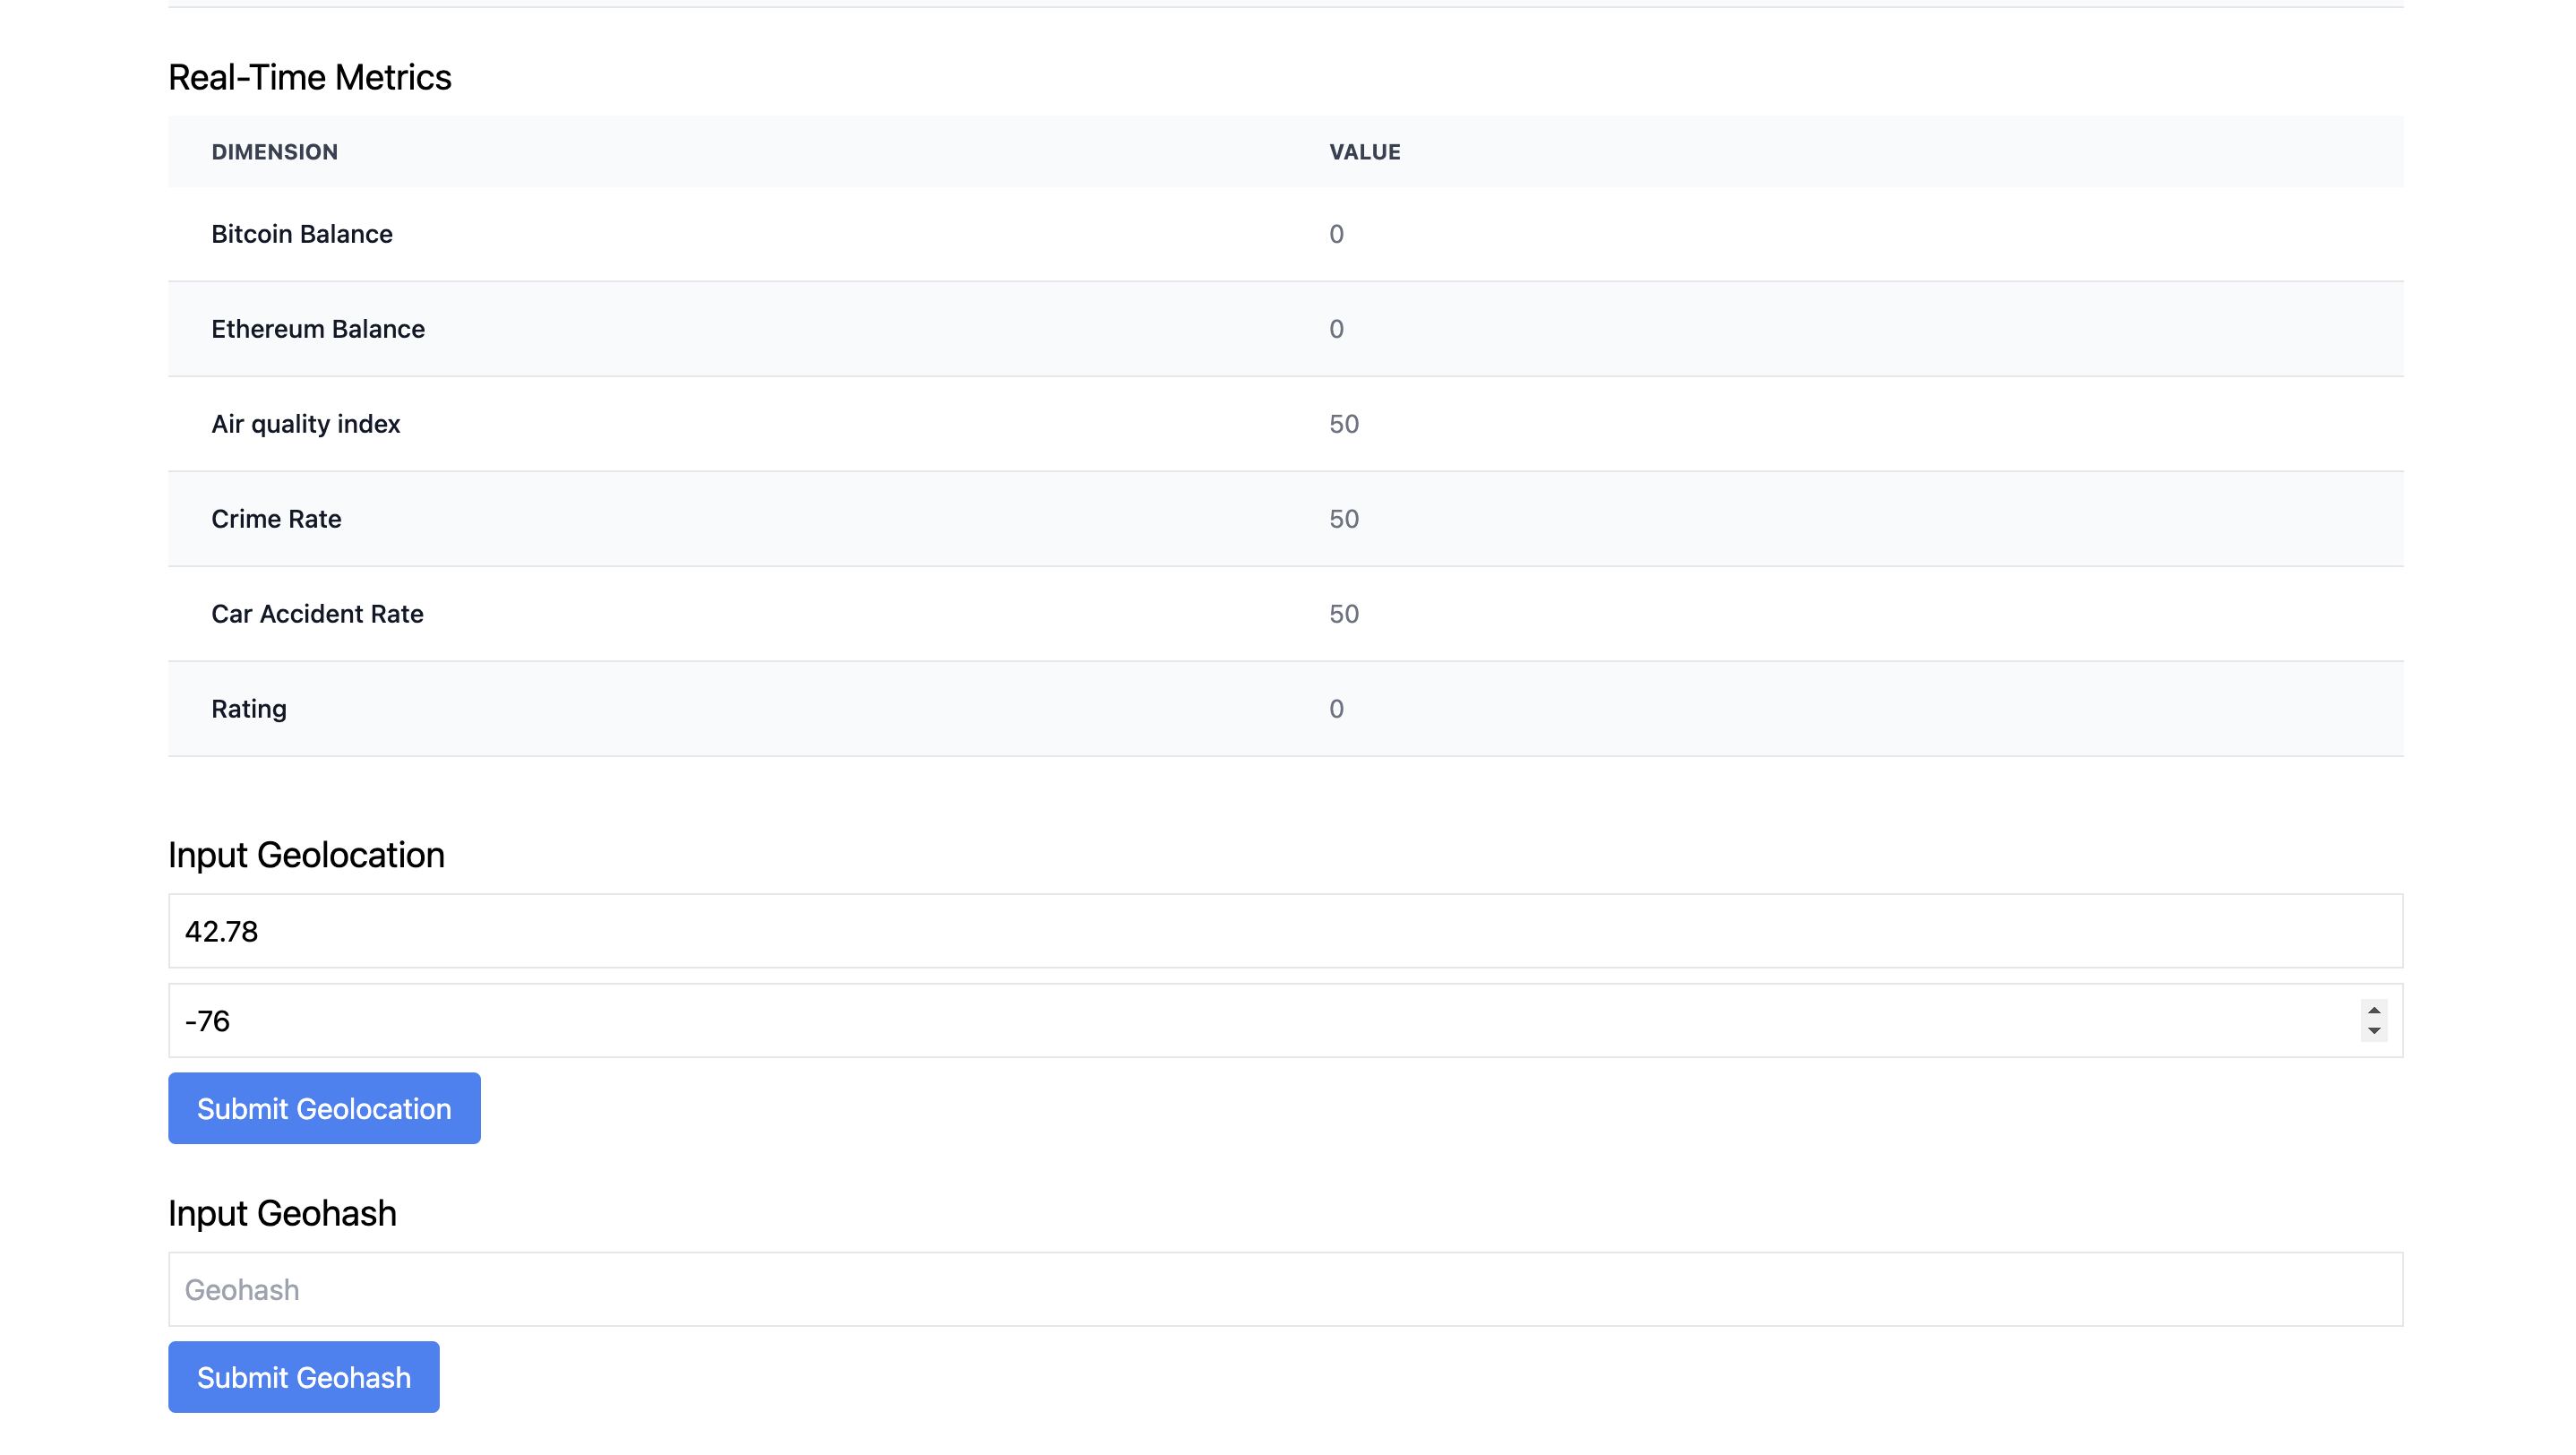 Real-Time Metrics
DIMENSION VALUE
Bitcoin Balance 0
Ethereum Balance 0
Air quality index 50
Crime Rate 50
Car Accident Rate 50
Rating 0
Input Geolocation
42.78
-76
Submit Geolocation
Input Geohash
Geohash
Submit Geohash